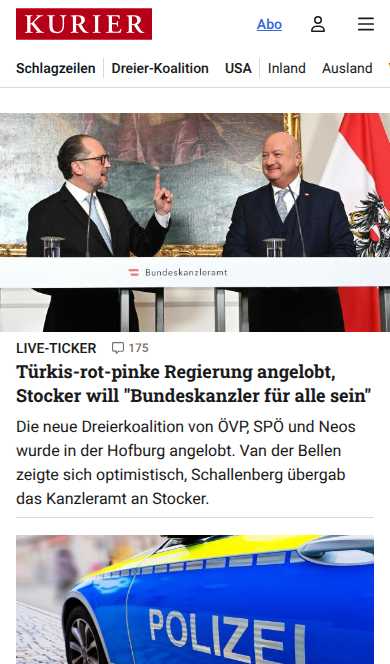 KURIER
Abo
Schlagzeilen Dreier-Koalition USA Inland Ausland
Bundeskanzleramt
LIVE-TICKER 175
Türkis-rot-pinke Regierung angelobt,
Stocker will "Bundeskanzler für alle sein"
Die neue Dreierkoalition von ÖVP, SPÖ und Neos
wurde in der Hofburg angelobt. Van der Bellen
zeigte sich optimistisch, Schallenberg übergab
das Kanzleramt an Stocker.
POLIZEI